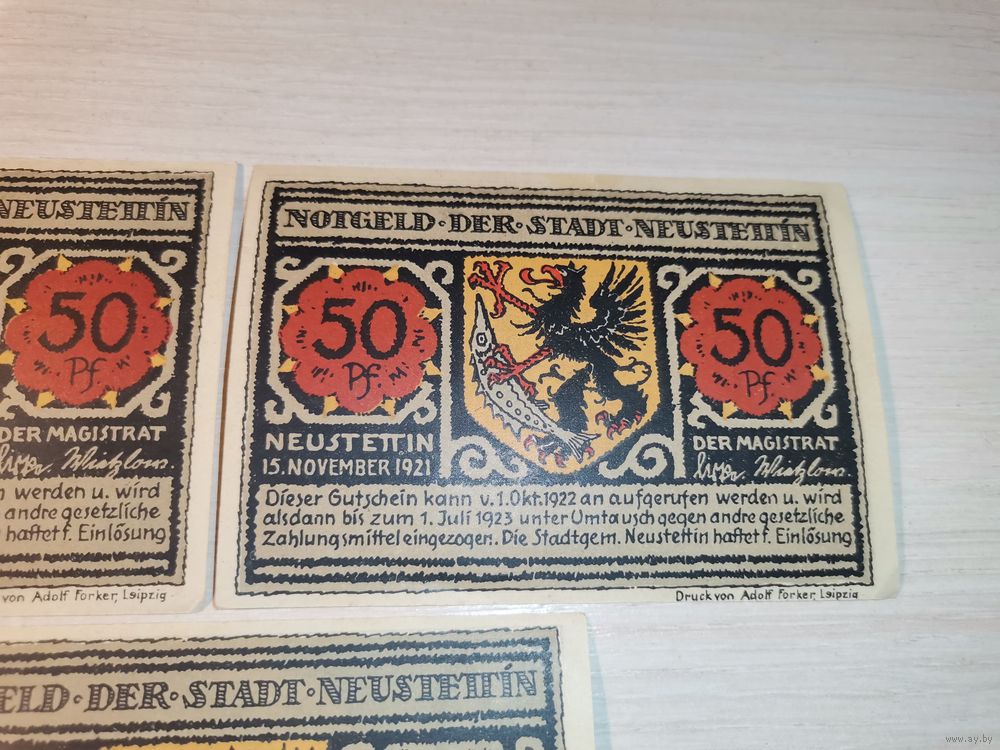 NEUSTETTIN
50
Pf.
DER MAGISTRAT
n werden u. wird
andre gesetzliche
haftet f. Einlösung
von Adolf Forker, Leipzig
NOTGELD · DER · STADT · NEUSTETTIN
50
Pf.
50
Pf.
NEUSTETTIN
15. NOVEMBER 1921
DER MAGISTRAT
Dieser Gutschein kann v. 1. Okt. 1922 an aufgerufen werden u. wird
alsdann bis zum 1. Juli 1923 unter Umtausch gegen andre gesetzliche
Zahlungsmittel eingezogen. Die Stadtgem. Neustettin haftet f. Einlösung
Druck von Adolf Forker, Leipzig
ELD · DER · STADT · NEUSTETTIN
www.ay.by